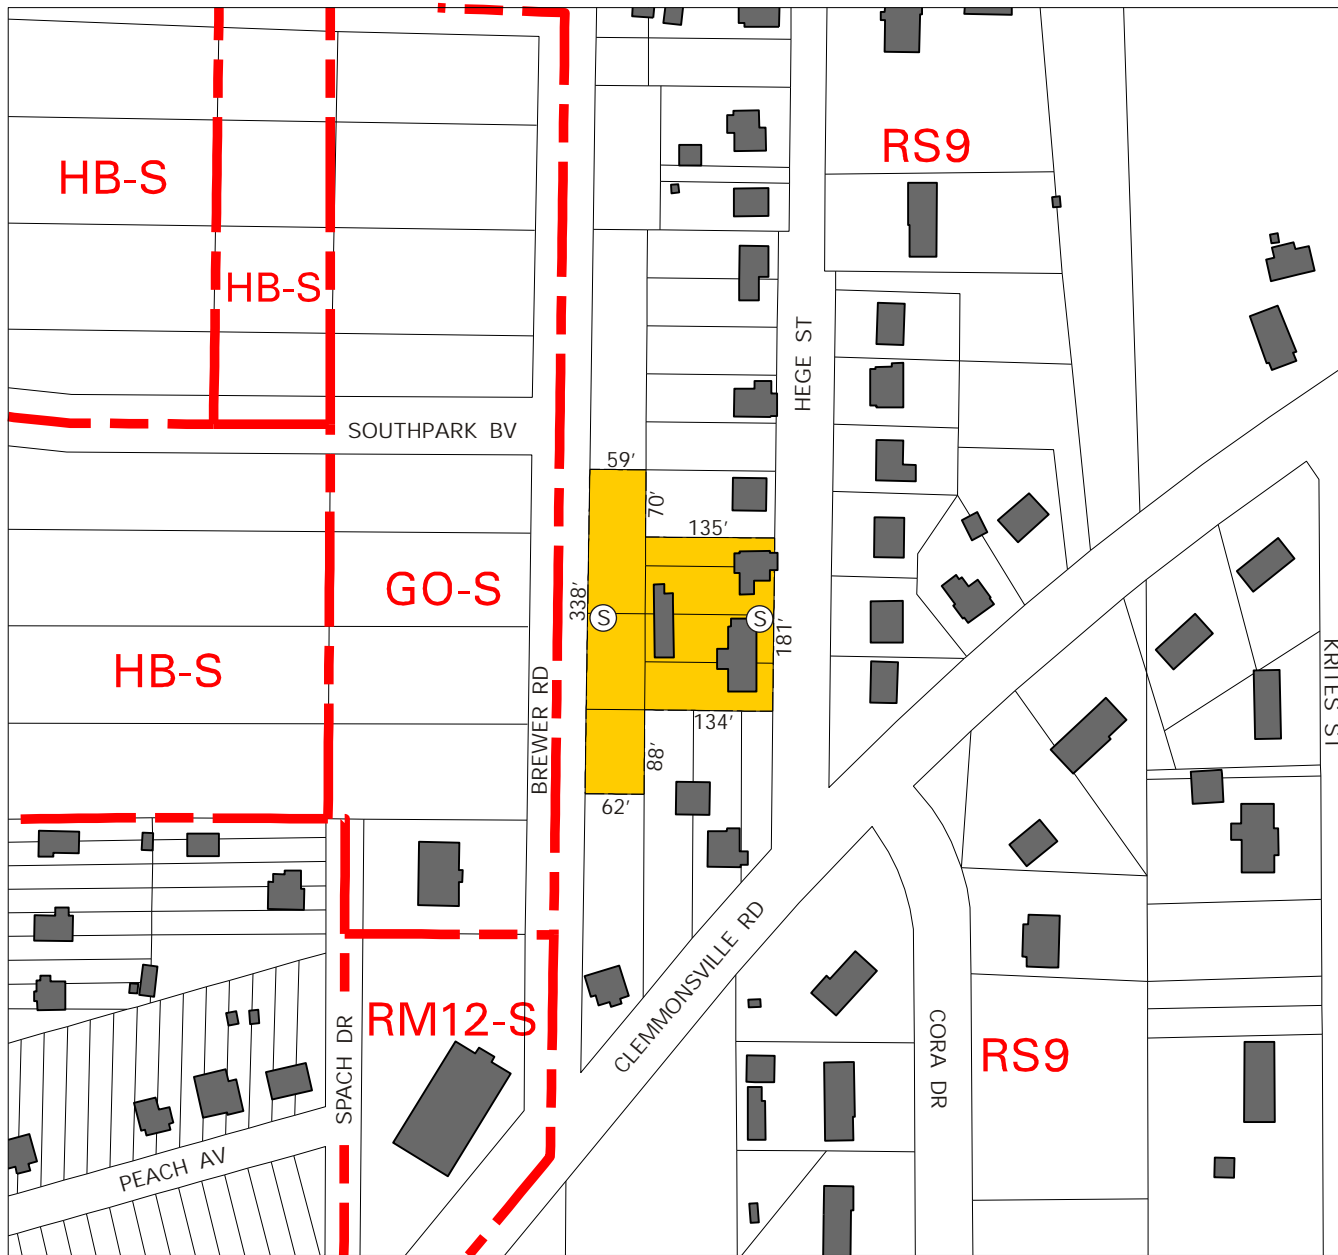 RS9
HB-S
HB-S
HEGE ST
SOUTHPARK BV
59'
70'
135'
GO-S
338'
S
S
181'
HB-S
BREWER RD
KRITES ST
134'
88'
62'
CLEMMONSVILLE RD
RM12-S
SPACH DR
CORA DR
RS9
PEACH AV